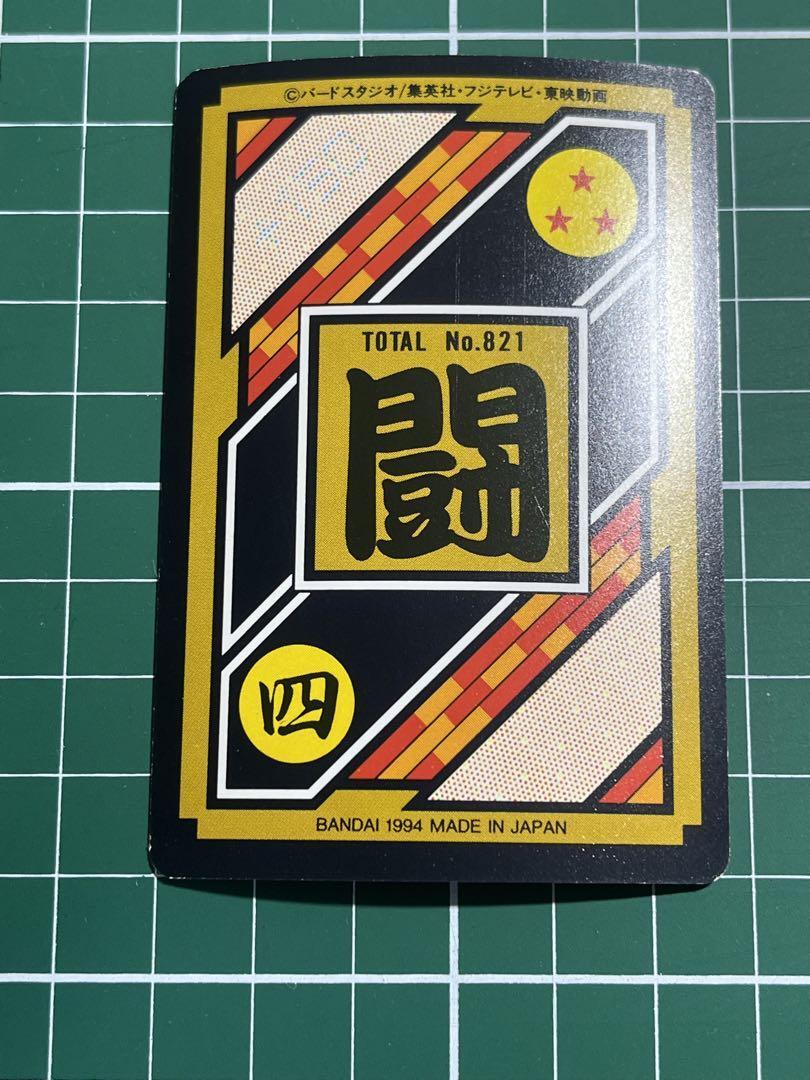 ©バードスタジオ/集英社・フジテレビ・東映動画
TOTAL No.821
闘
四
BANDAI 1994 MADE IN JAPAN